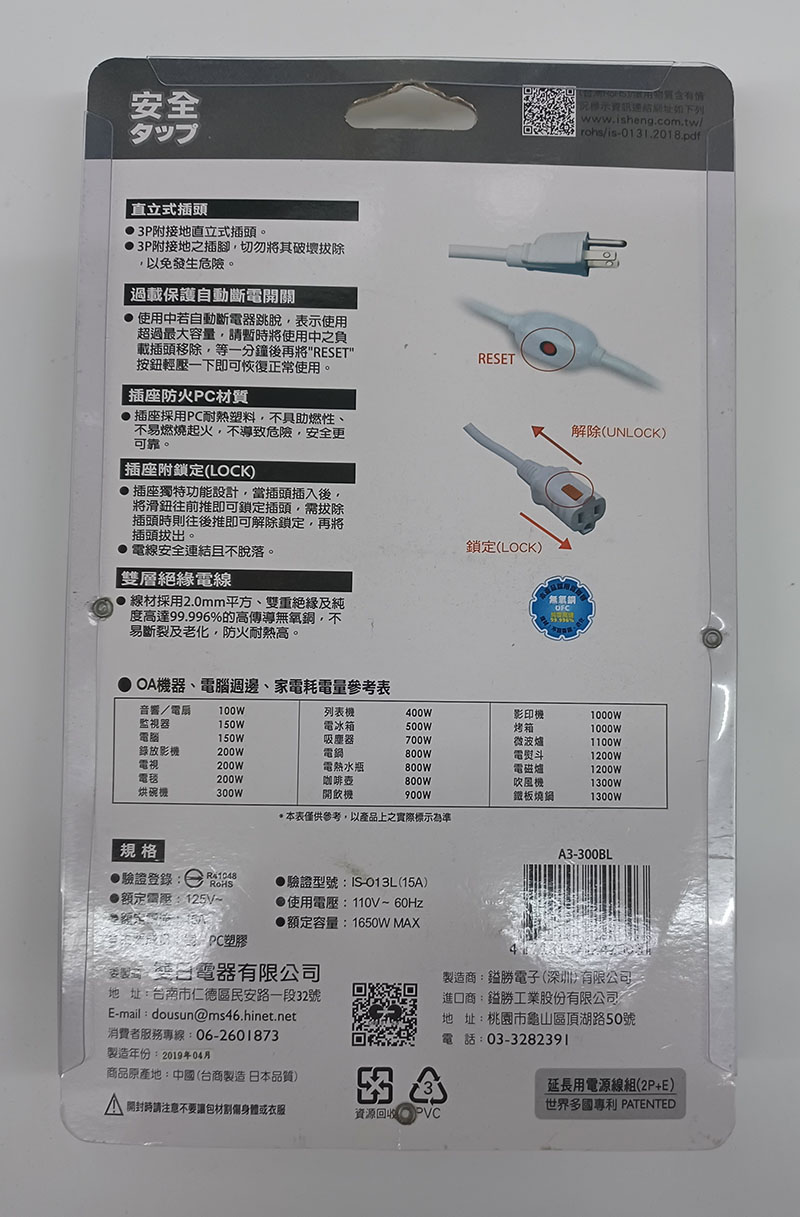 安全
タップ
況標示資訊連結網址如下列
www.isheng.com.tw/
rohs/is-013l.2018.pdf
直立式插頭
●3P附接地直立式插頭。
●3P附接地之插腳,切勿將其破壞拔除
,以免發生危險。
過載保護自動斷電開關
●使用中若自動斷電器跳脫,表示使用
超過最大容量,請暫時將使用中之負
載插頭移除,等一分鐘後再將"RESET"
按鈕輕壓一下即可恢復正常使用。
RESET
插座防火PC材質
●插座採用PC耐熱塑料,不具助燃性、
不易燃燒起火,不導致危險,安全更
可靠。
插座附鎖定(LOCK)
●插座獨特功能設計,當插頭插入後,
將滑鈕往前推即可鎖定插頭,需拔除
插頭時則往後推即可解除鎖定,再將
插頭拔出。
●電線安全連結且不脫落。
解除(UNLOCK)
鎖定(LOCK)
雙層絕緣電線
●線材採用2.0mm平方、雙重絕緣及純
度高達99.996%的高傳導無氧銅,不
易斷裂及老化,防火耐熱高。
無氧銅
OFC
99.996%
●OA機器、電腦週邊、家電耗電量參考表
音響/電扇 100W 列表機 400W 影印機 1000W
監視器 150W 電冰箱 500W 烤箱 1000W
電腦 150W 吸塵器 700W 微波爐 1100W
錄放影機 200W 電鍋 800W 電熨斗 1200W
電視 200W 電熱水瓶 800W 電磁爐 1200W
電毯 200W 咖啡壺 800W 吹風機 1300W
烘碗機 300W 開飲機 900W 鐵板燒鍋 1300W
*本表僅供參考,以產品上之實際標示為準
規格
A3-300BL
●驗證登錄: R41048 RoHS ●驗證型號:IS-013L(15A)
●額定電壓:125V~ ●使用電壓:110V~ 60Hz
●額定電流:15A ●額定容量:1650W MAX
PC塑膠
電器有限公司
地 址:台南市仁德區民安路一段32號
E-mail:dousun@ms46.hinet.net
消費者服務專線:06-2601873
製造年份:2019年04月
商品原產地:中國(台商製造 日本品質)
開封時請注意不要讓包材割傷身體或衣服
製造商:鎰勝電子(深圳)有限公司
進口商:鎰勝工業股份有限公司
地 址:桃園市龜山區頂湖路50號
電 話:03-3282391
資源回收
3
PVC
延長用電源線組(2P+E)
世界多國專利 PATENTED